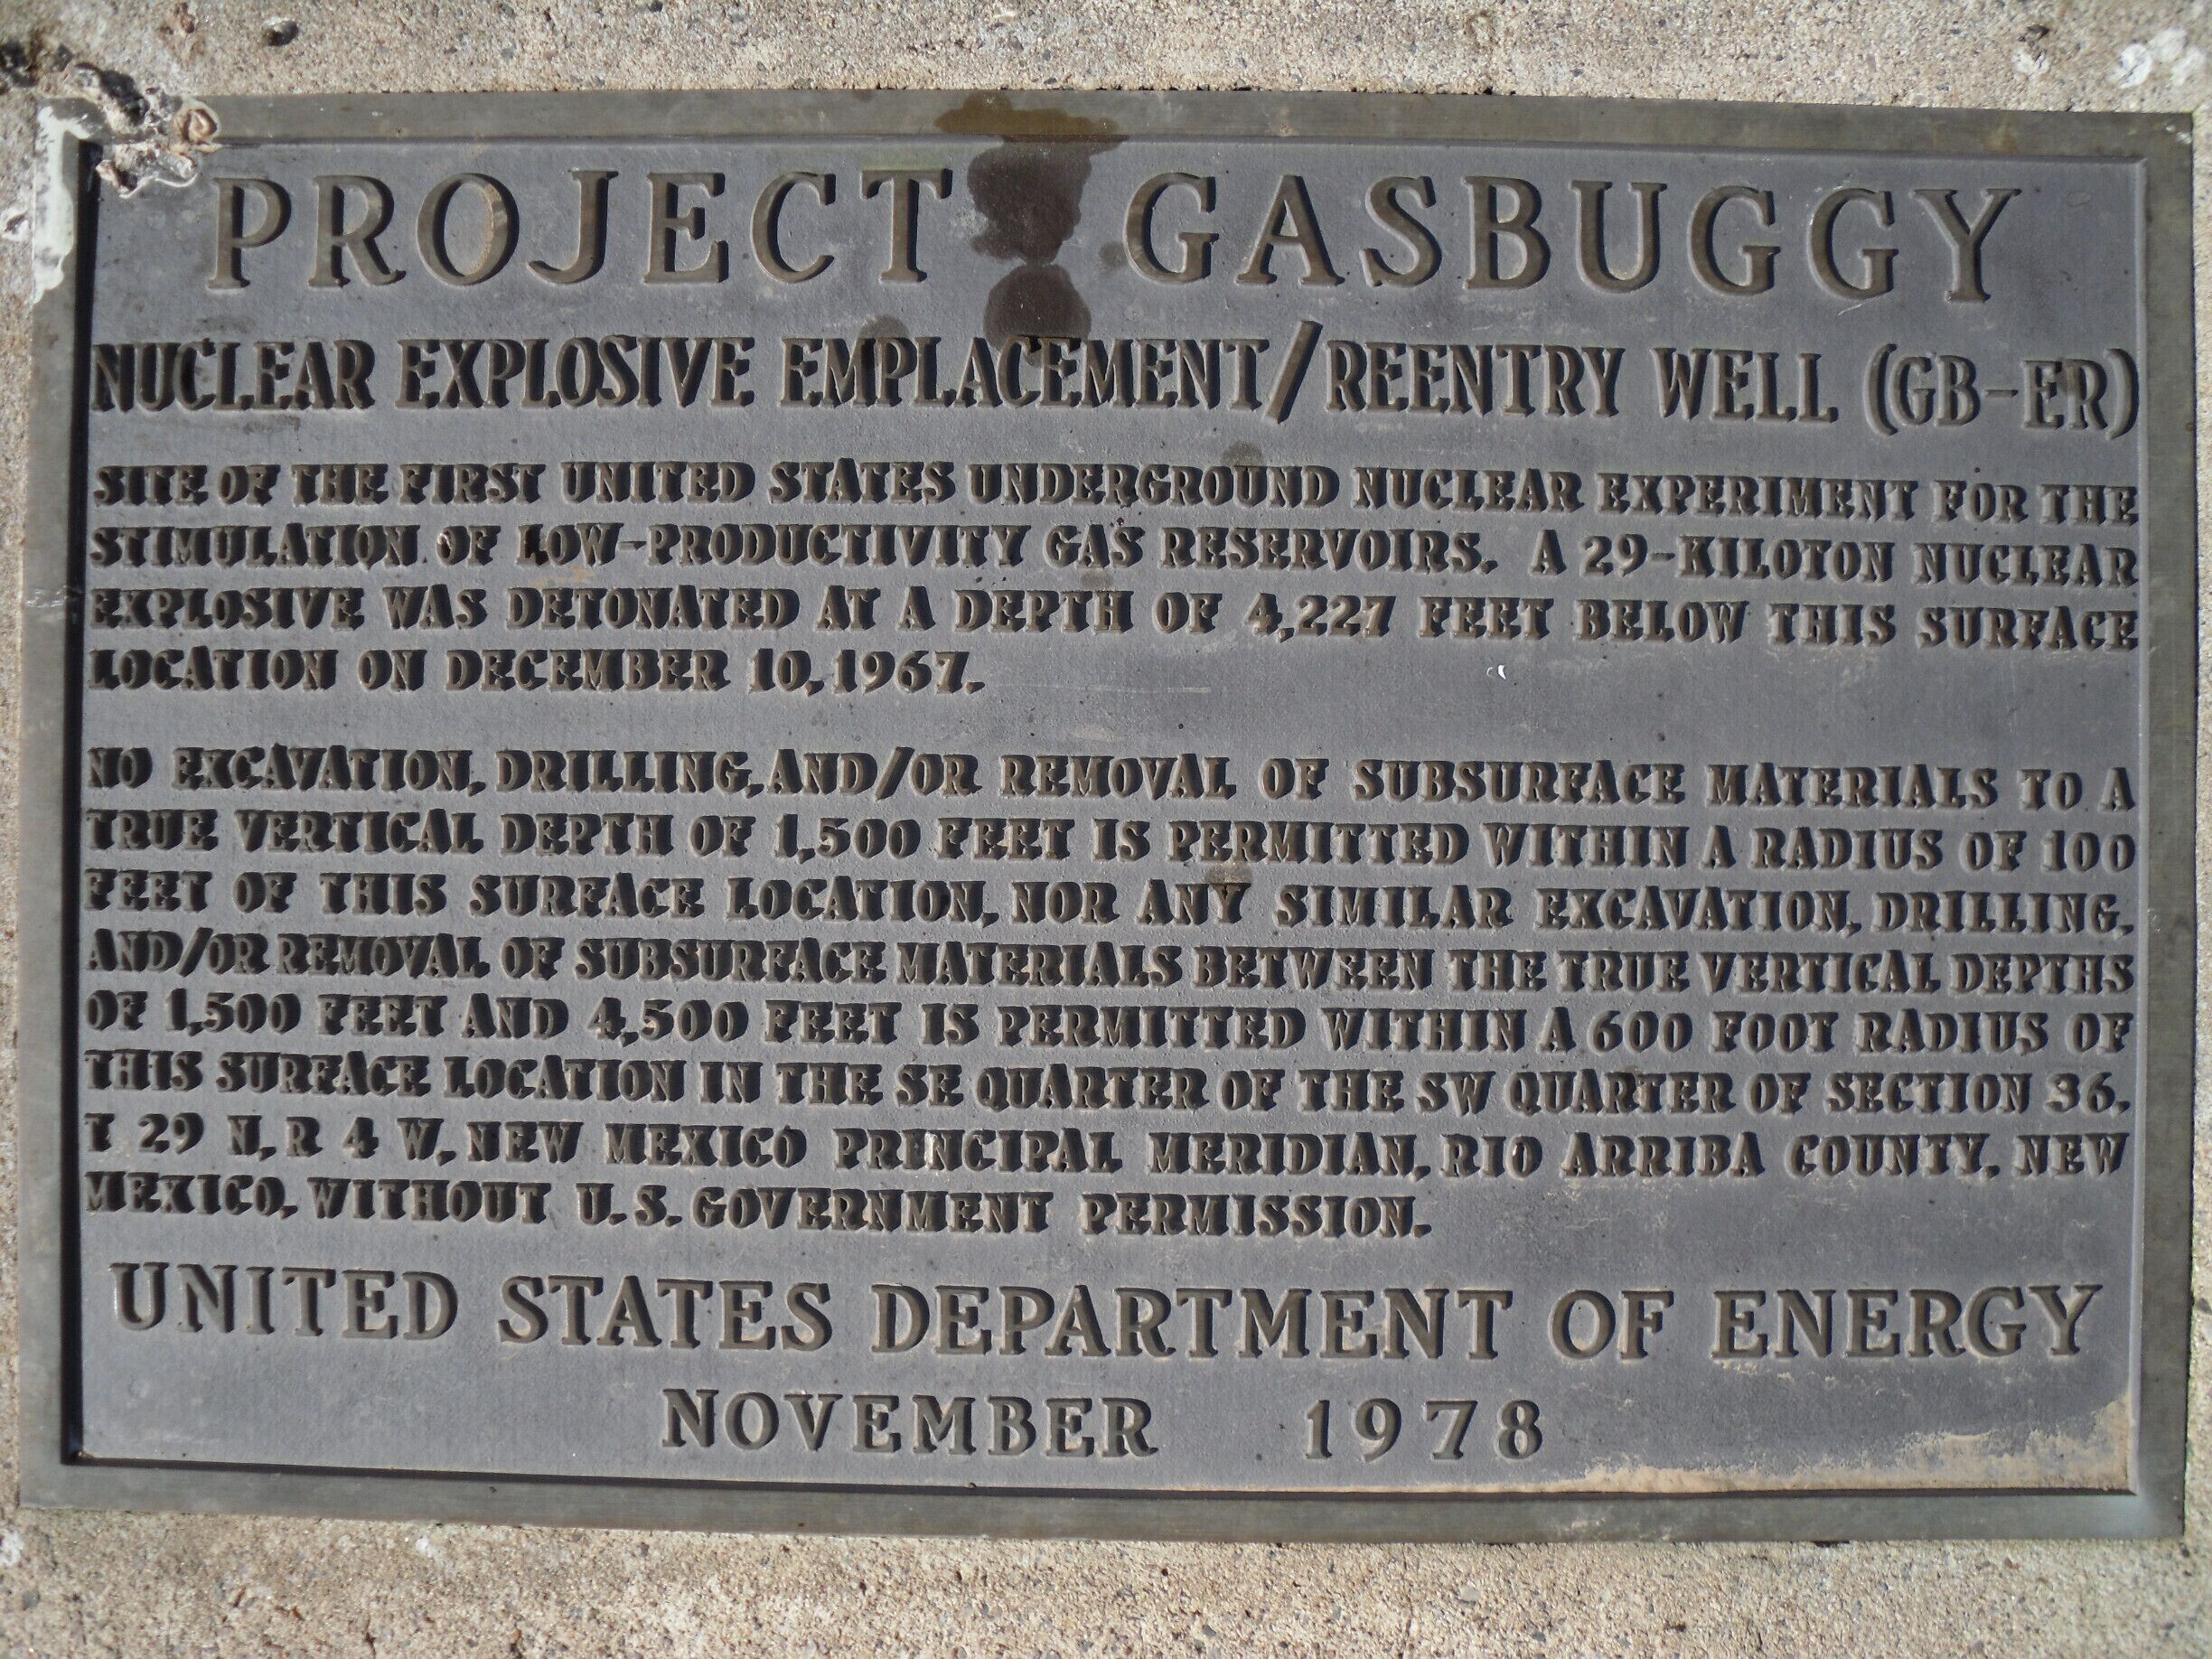 PROJECT GASBUGGY
NUCLEAR EXPLOSIVE EMPLACEMENT/REENTRY WELL (GB-ER)
SITE OF THE FIRST UNITED STATES UNDERGROUND NUCLEAR EXPERIMENT FOR THE
STIMULATION OF LOW-PRODUCTIVITY GAS RESERVOIRS. A 29-KILOTON NUCLEAR
EXPLOSIVE WAS DETONATED AT A DEPTH OF 4,227 FEET BELOW THIS SURFACE
LOCATION ON DECEMBER 10, 1967.
NO EXCAVATION, DRILLING, AND/OR REMOVAL OF SUBSURFACE MATERIALS TO A
TRUE VERTICAL DEPTH OF 1,500 FEET IS PERMITTED WITHIN A RADIUS OF 100
FEET OF THIS SURFACE LOCATION, NOR ANY SIMILAR EXCAVATION, DRILLING,
AND/OR REMOVAL OF SUBSURFACE MATERIALS BETWEEN THE TRUE VERTICAL DEPTHS
OF 1,500 FEET AND 4,500 FEET IS PERMITTED WITHIN A 600 FOOT RADIUS OF
THIS SURFACE LOCATION IN THE SE QUARTER OF THE SW QUARTER OF SECTION 36,
T 29 N, R 4 W, NEW MEXICO PRINCIPAL MERIDIAN, RIO ARRIBA COUNTY, NEW
MEXICO, WITHOUT U.S. GOVERNMENT PERMISSION.
UNITED STATES DEPARTMENT OF ENERGY
NOVEMBER 1978